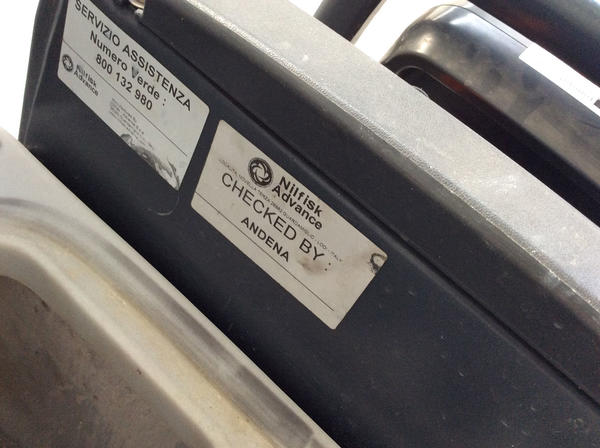 SERVIZIO ASSISTENZA
Numero Verde :
800 132 980
Nilfisk
Advance
Nilfisk
Advance
CHECKED BY :
ANDENA